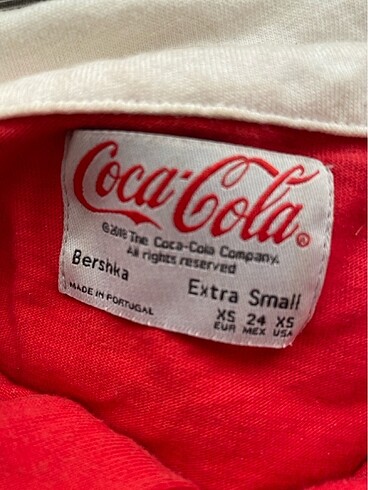 Coca-Cola®
©2018 The Coca-Cola Company.
All rights reserved
Bershka
Extra Small
MADE IN PORTUGAL
XS 24 XS
EUR MEX USA